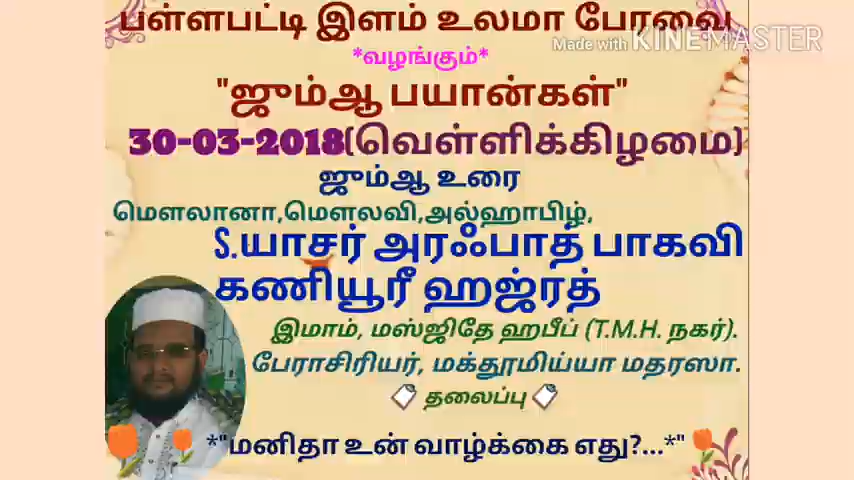 பள்ளபட்டி இளம் உலமா பேரவை
Made with KINEMASTER
*வழங்கும்*
"ஜும்ஆ பயான்கள்"
30-03-2018(வெள்ளிக்கிழமை)
ஜும்ஆ உரை
மௌலானா,மௌலவி,அல்ஹாபிழ்,
S.யாசர் அரஃபாத் பாகவி
கணியூரீ ஹஜ்ரத்
இமாம், மஸ்ஜிதே ஹபீப் (T.M.H. நகர்).
பேராசிரியர், மக்தூமிய்யா மதரஸா.
தலைப்பு
*"மனிதா உன் வாழ்க்கை எது?...*"